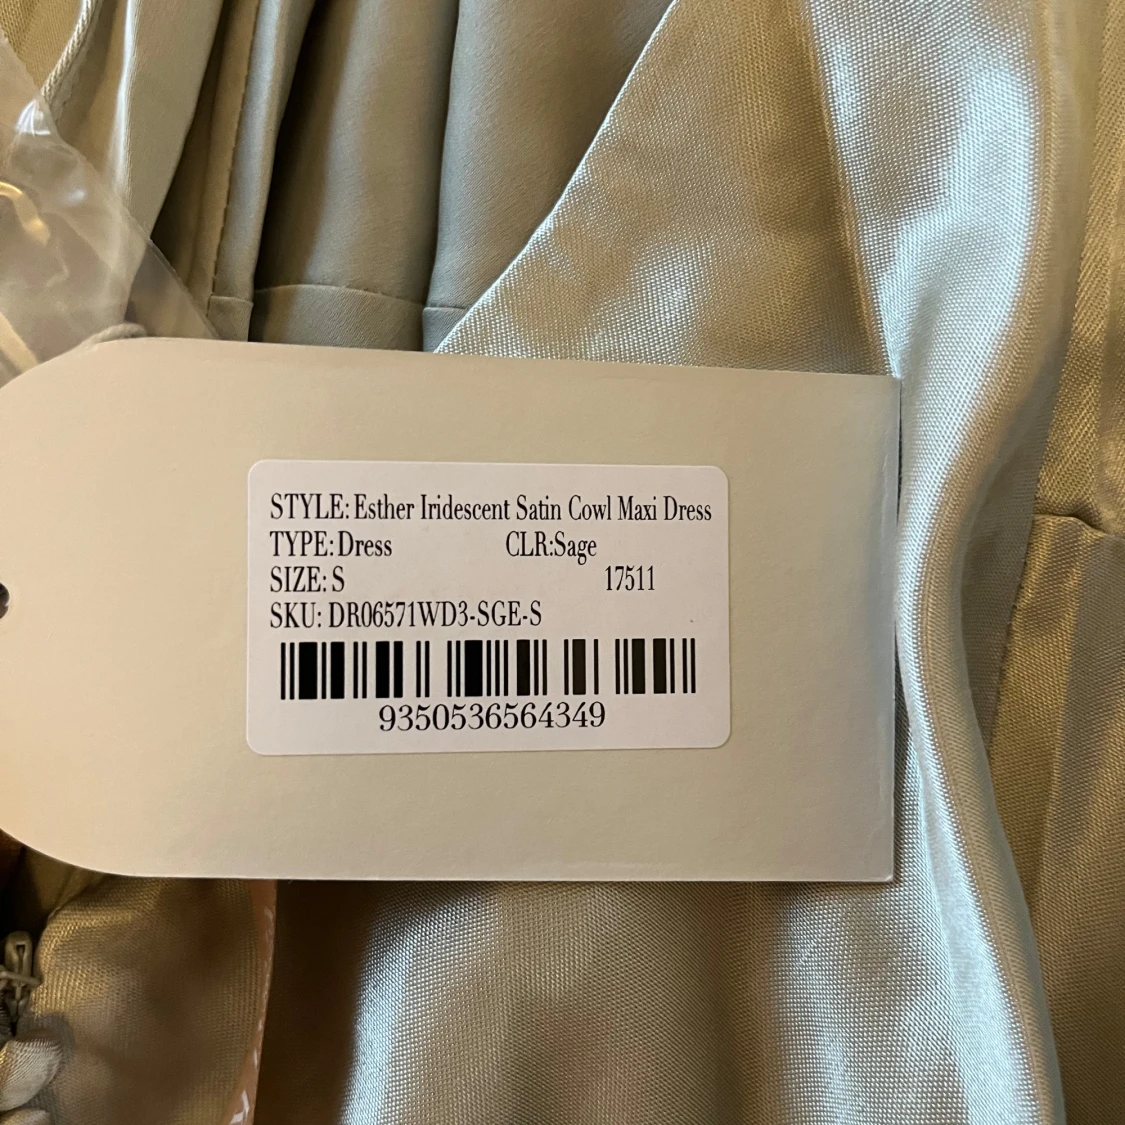 STYLE: Esther Iridescent Satin Cowl Maxi Dress
TYPE: Dress CLR:Sage
SIZE: S 17511
SKU: DR06571WD3-SGE-S
9350536564349